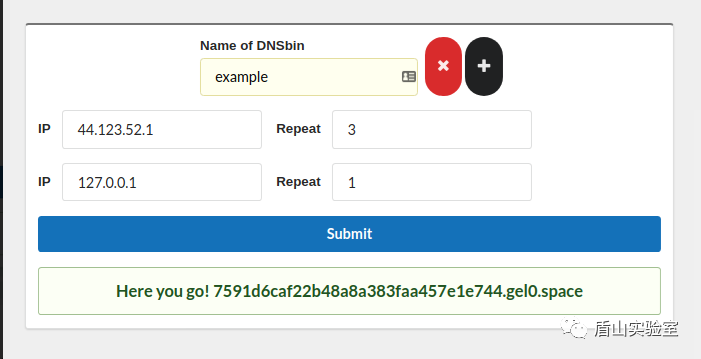 Name of DNSbin
example
IP 44.123.52.1 Repeat 3
IP 127.0.0.1 Repeat 1
Submit
Here you go! 7591d6caf22b48a8a383faa457e1e744.gel0.space
盾山实验室